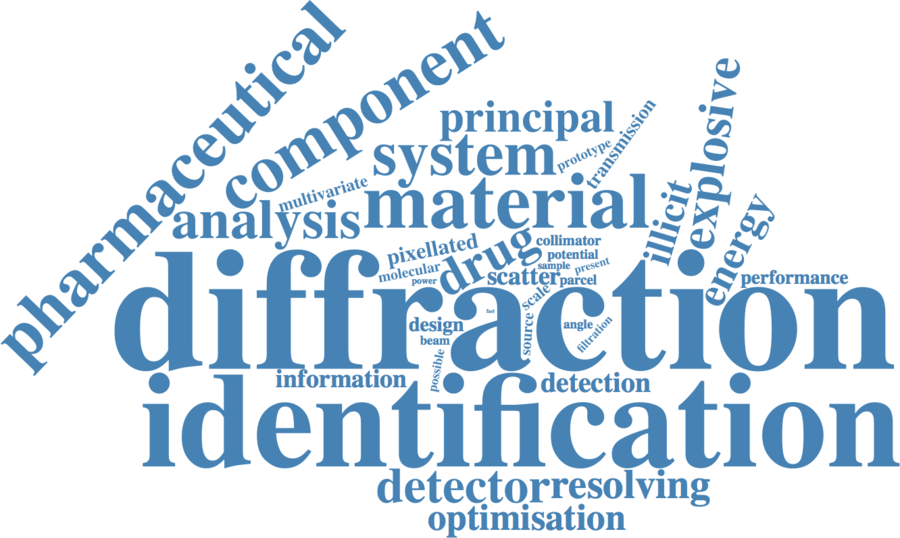 pharmaceutical
component
principal
prototype
transmission
explosive
system
multivariate
analysis
material
illicit
energy
pixellated
drug
collimator
potential
molecular
power
scatter
sample
present
parcel
performance
diffraction
scale
source
fast
design
beam
angle
filtration
possible
information
detection
identification
detector
resolving
optimisation